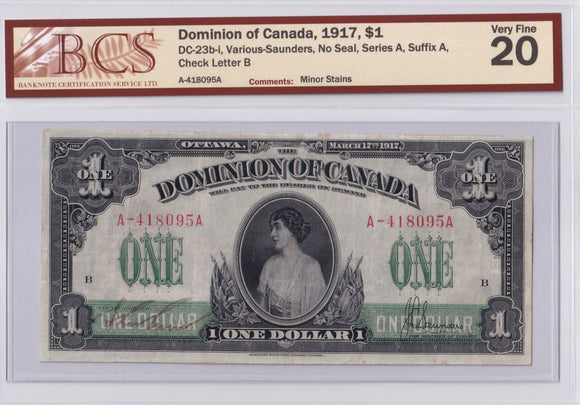 BCS
BANKNOTE CERTIFICATION SERVICE LTD.
Dominion of Canada, 1917, $1
DC-23b-i, Various-Saunders, No Seal, Series A, Suffix A,
Check Letter B
A-418095A Comments: Minor Stains
Very Fine
20
OTTAWA, MARCH 17TH 1917.
THE
DOMINION OF CANADA
WILL PAY TO THE BEARER ON DEMAND
1 ONE 1 ONE
A-418095A A-418095A
ONE ONE
B B
ONE DOLLAR ONE DOLLAR
J.C. Saunders
1 1 ONE DOLLAR 1 1